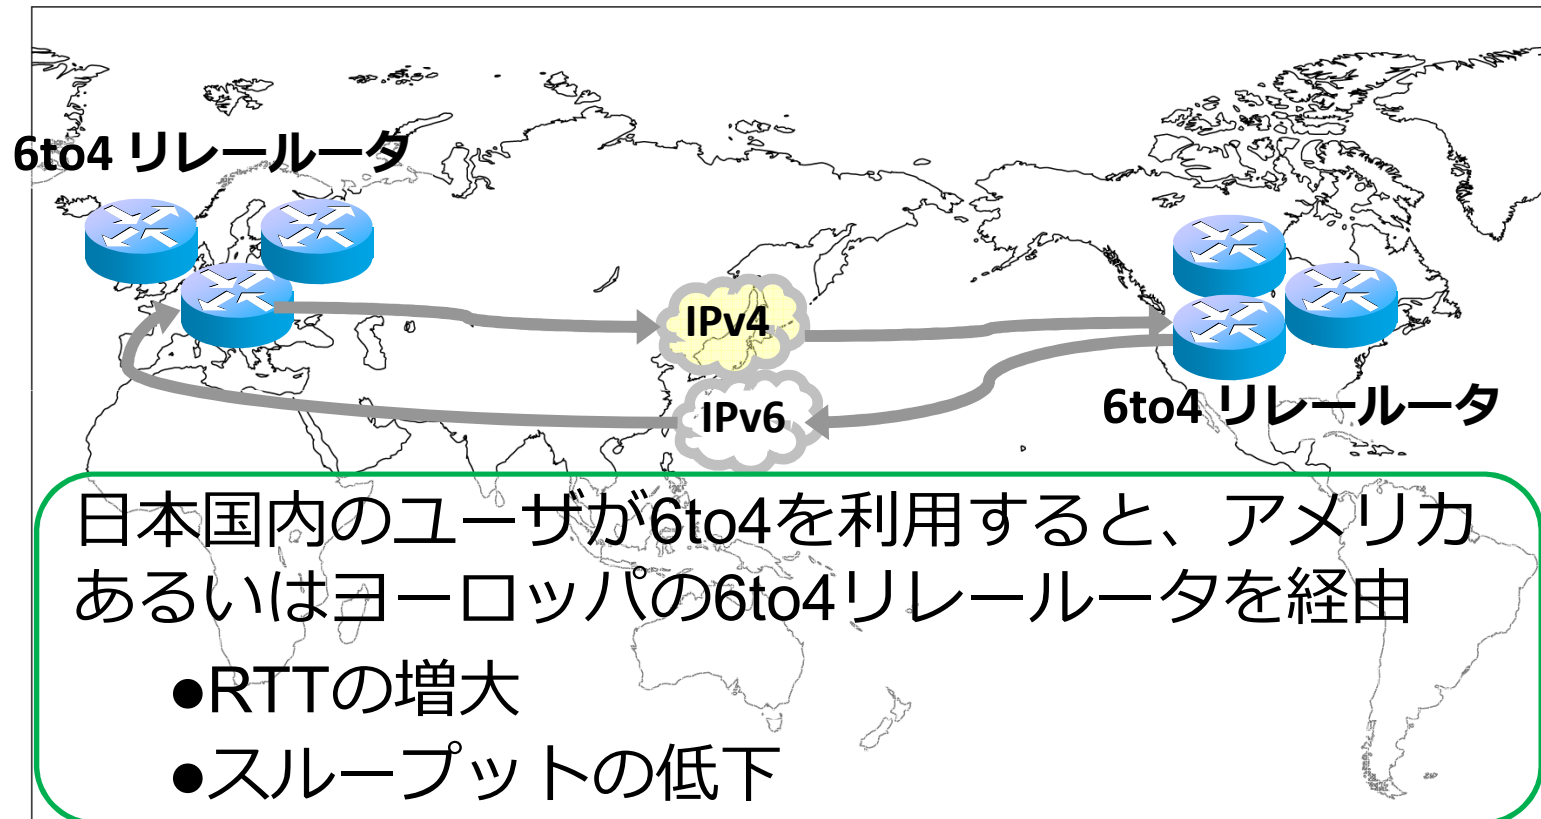 6to4 リレールータ
IPv4
IPv6
6to4 リレールータ
日本国内のユーザが6to4を利用すると、アメリカ
あるいはヨーロッパの6to4リレールータを経由
●RTTの増大
●スループットの低下